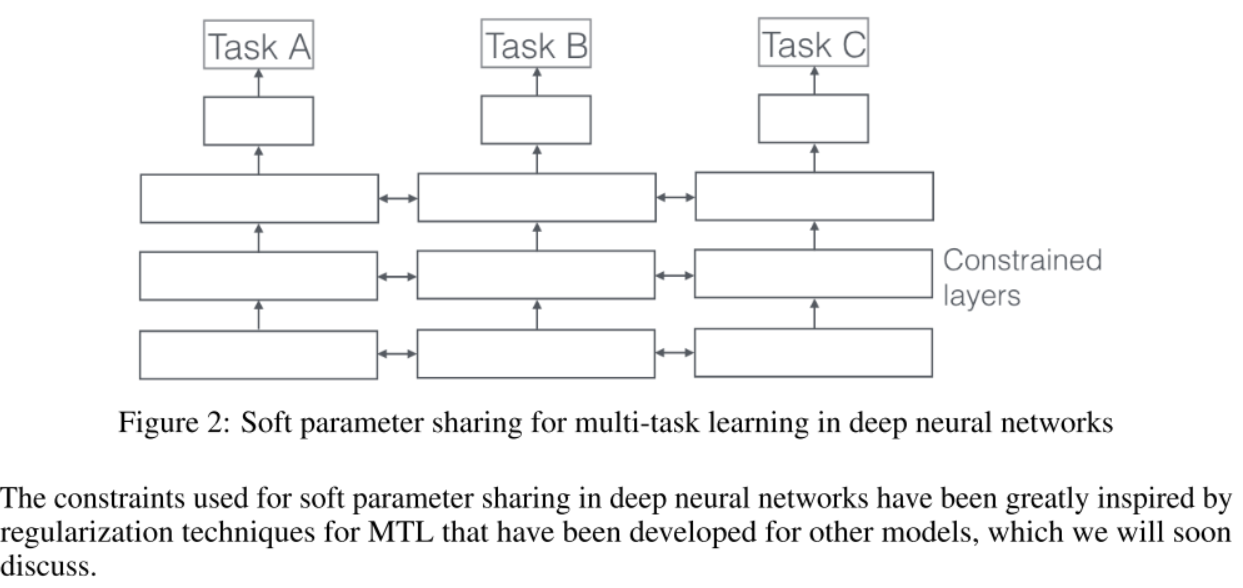 Task A
Task B
Task C
Constrained
layers
Figure 2: Soft parameter sharing for multi-task learning in deep neural networks
The constraints used for soft parameter sharing in deep neural networks have been greatly inspired by
regularization techniques for MTL that have been developed for other models, which we will soon
discuss.